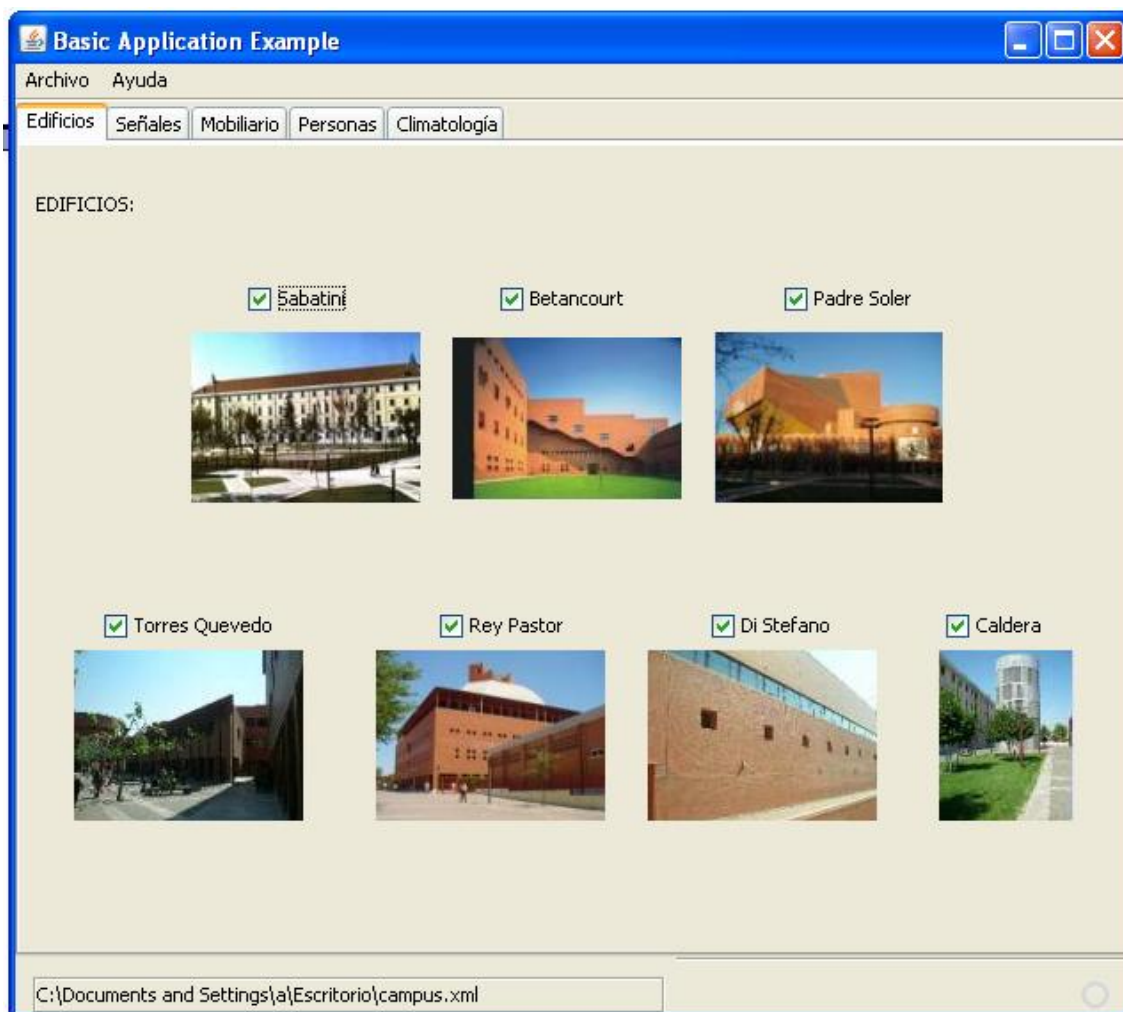 Basic Application Example
Archivo Ayuda
Edificios Señales Mobiliario Personas Climatología
EDIFICIOS:
Sabatini Betancourt Padre Soler
Torres Quevedo Rey Pastor Di Stefano Caldera
C:\Documents and Settings\a\Escritorio\campus.xml